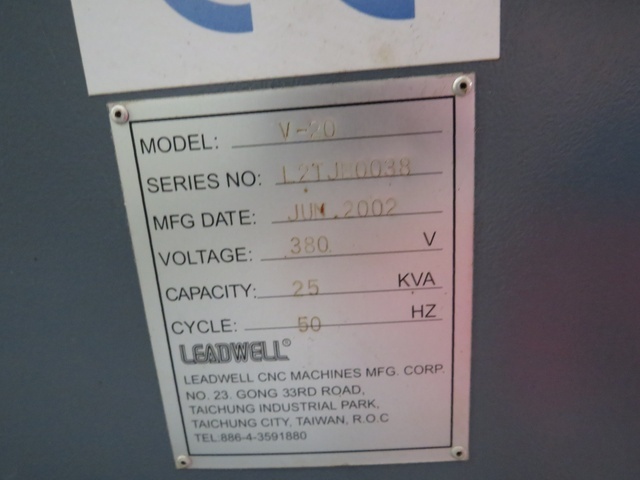 MODEL: V-20
SERIES NO:
MFG DATE: JUN.2002
VOLTAGE: 380 V
CAPACITY: 25 KVA
CYCLE: 50 HZ
LEADWELL®
LEADWELL CNC MACHINES MFG. CORP.
NO. 23. GONG 33RD ROAD,
TAICHUNG INDUSTRIAL PARK,
TAICHUNG CITY, TAIWAN, R.O.C
TEL:886-4-3591880